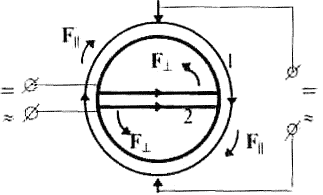 F∥
1
F⊥
=
≈
2
F⊥
F∥
=
≈